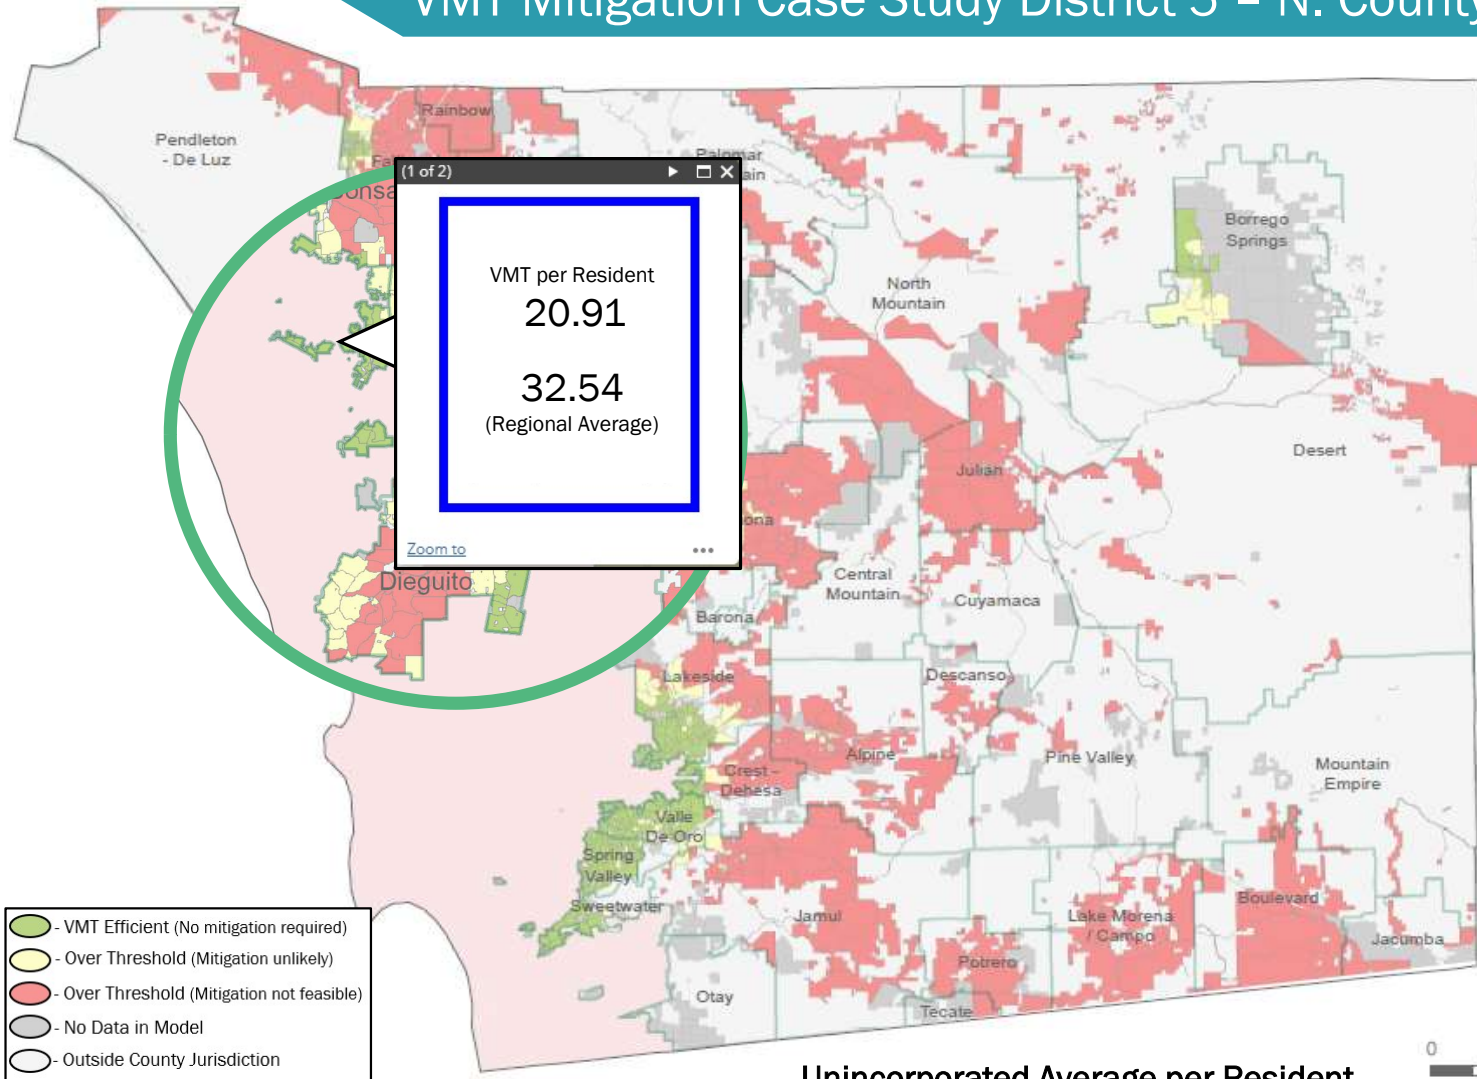 VMT Mitigation Case Study District 5 – N. County
Rainbow
Pendleton
- De Luz
Palomar
(1 of 2)
Borrego
Springs
VMT per Resident
20.91
32.54
(Regional Average)
North
Mountain
Desert
Julian
Zoom to
Dieguito
Central
Mountain
Cuyamaca
Barona
Lakeside
Descanso
Alpine
Pine Valley
Crest -
Dehesa
Mountain
Empire
Valle
De Oro
Spring
Valley
Sweetwater
Jamul
Lake Morena
/ Campo
Boulevard
Jacumba
Potrero
Otay
Tecate
- VMT Efficient (No mitigation required)
- Over Threshold (Mitigation unlikely)
- Over Threshold (Mitigation not feasible)
- No Data in Model
- Outside County Jurisdiction
Unincorporated Average per Resident
0